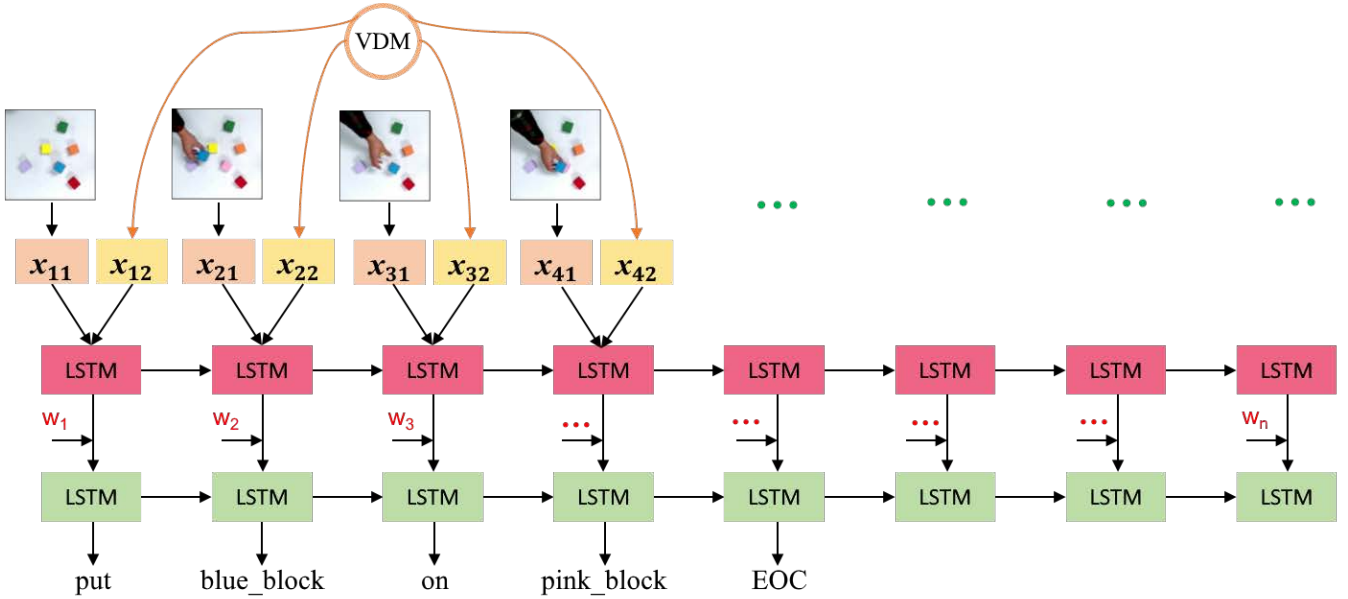 VDM
x₁₁ x₁₂ x₂₁ x₂₂ x₃₁ x₃₂ x₄₁ x₄₂
... ... ... ...
LSTM LSTM LSTM LSTM LSTM LSTM LSTM LSTM
w₁ w₂ w₃ ... ... ... ... wₙ
LSTM LSTM LSTM LSTM LSTM LSTM LSTM LSTM
put blue_block on pink_block EOC